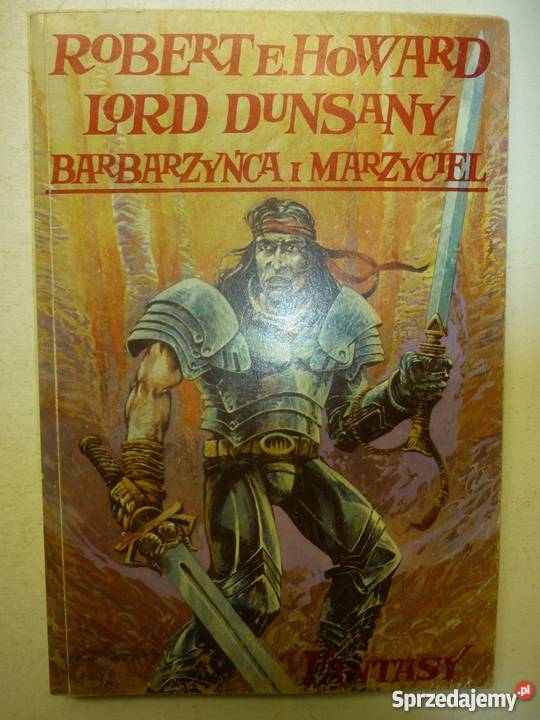 ROBERT E. HOWARD
LORD DUNSANY
BARBARZYŃCA I MARZYCIEL
FANTASY
Sprzedajemy.pl